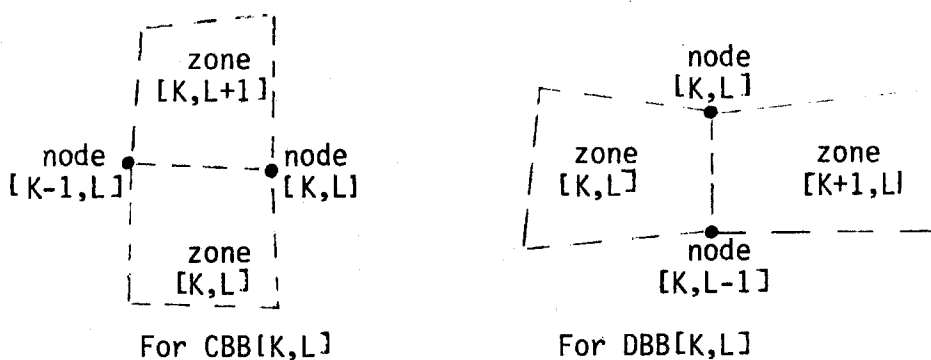 zone
[K,L+1]
node
[K-1,L]
node
[K,L]
zone
[K,L]
For CBB[K,L]
node
[K,L]
zone
[K,L]
zone
[K+1,L]
node
[K,L-1]
For DBB[K,L]